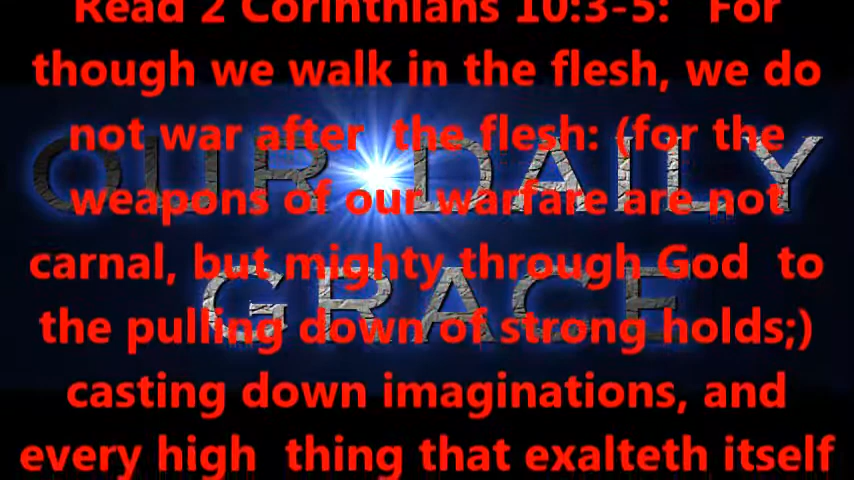 Read 2 Corinthians 10:3-5: For
though we walk in the flesh, we do
not war after the flesh: (for the
OUR DAILY
weapons of our warfare are not
carnal, but mighty through God to
GRACE
the pulling down of strong holds;)
casting down imaginations, and
every high thing that exalteth itself